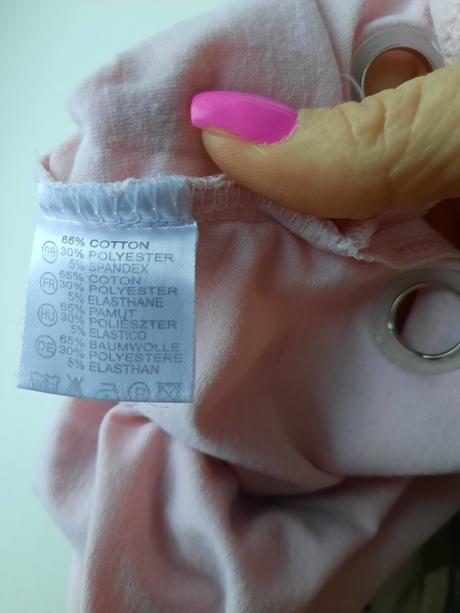 65% COTTON
GB 30% POLYESTER
5% SPANDEX
FR 65% COTON
30% POLYESTER
5% ELASTHANE
HU 65% PAMUT
30% POLIESZTER
5% ELASTICO
DE 65% BAUMWOLLE
30% POLYESTERE
5% ELASTHAN